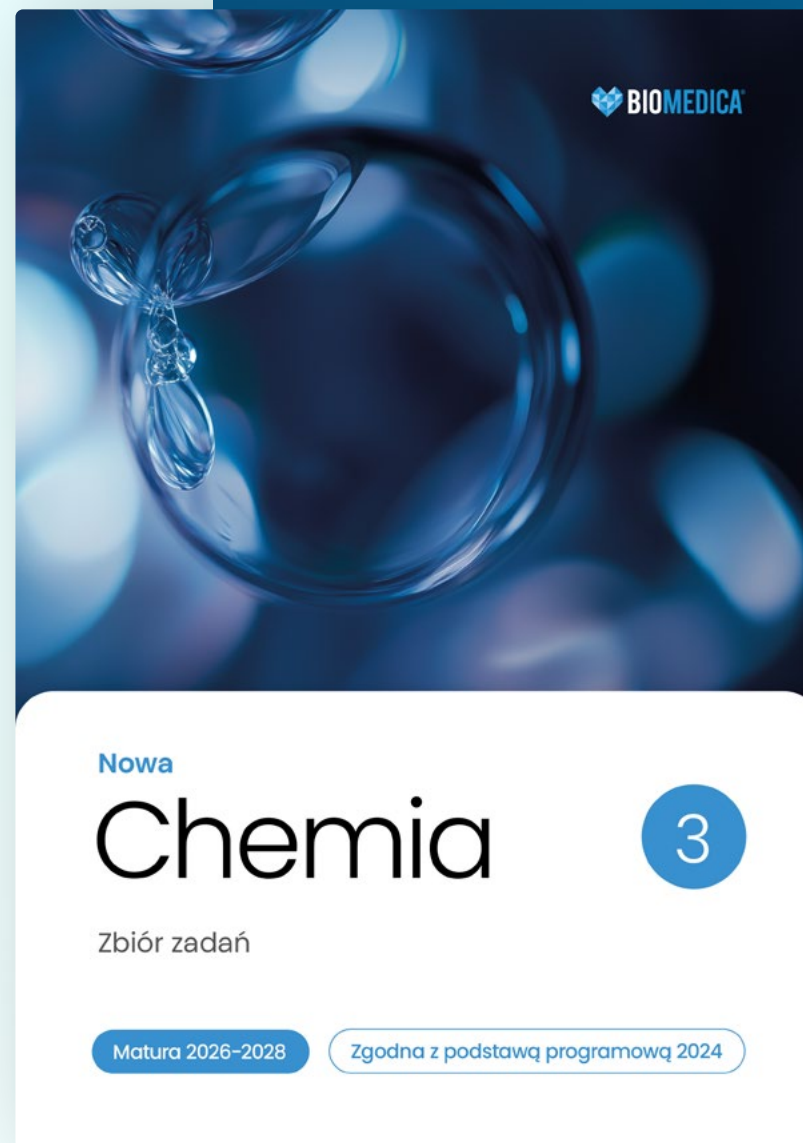 BIOMEDICA
Nowa
Chemia
3
Zbiór zadań
Matura 2026-2028
Zgodna z podstawą programową 2024